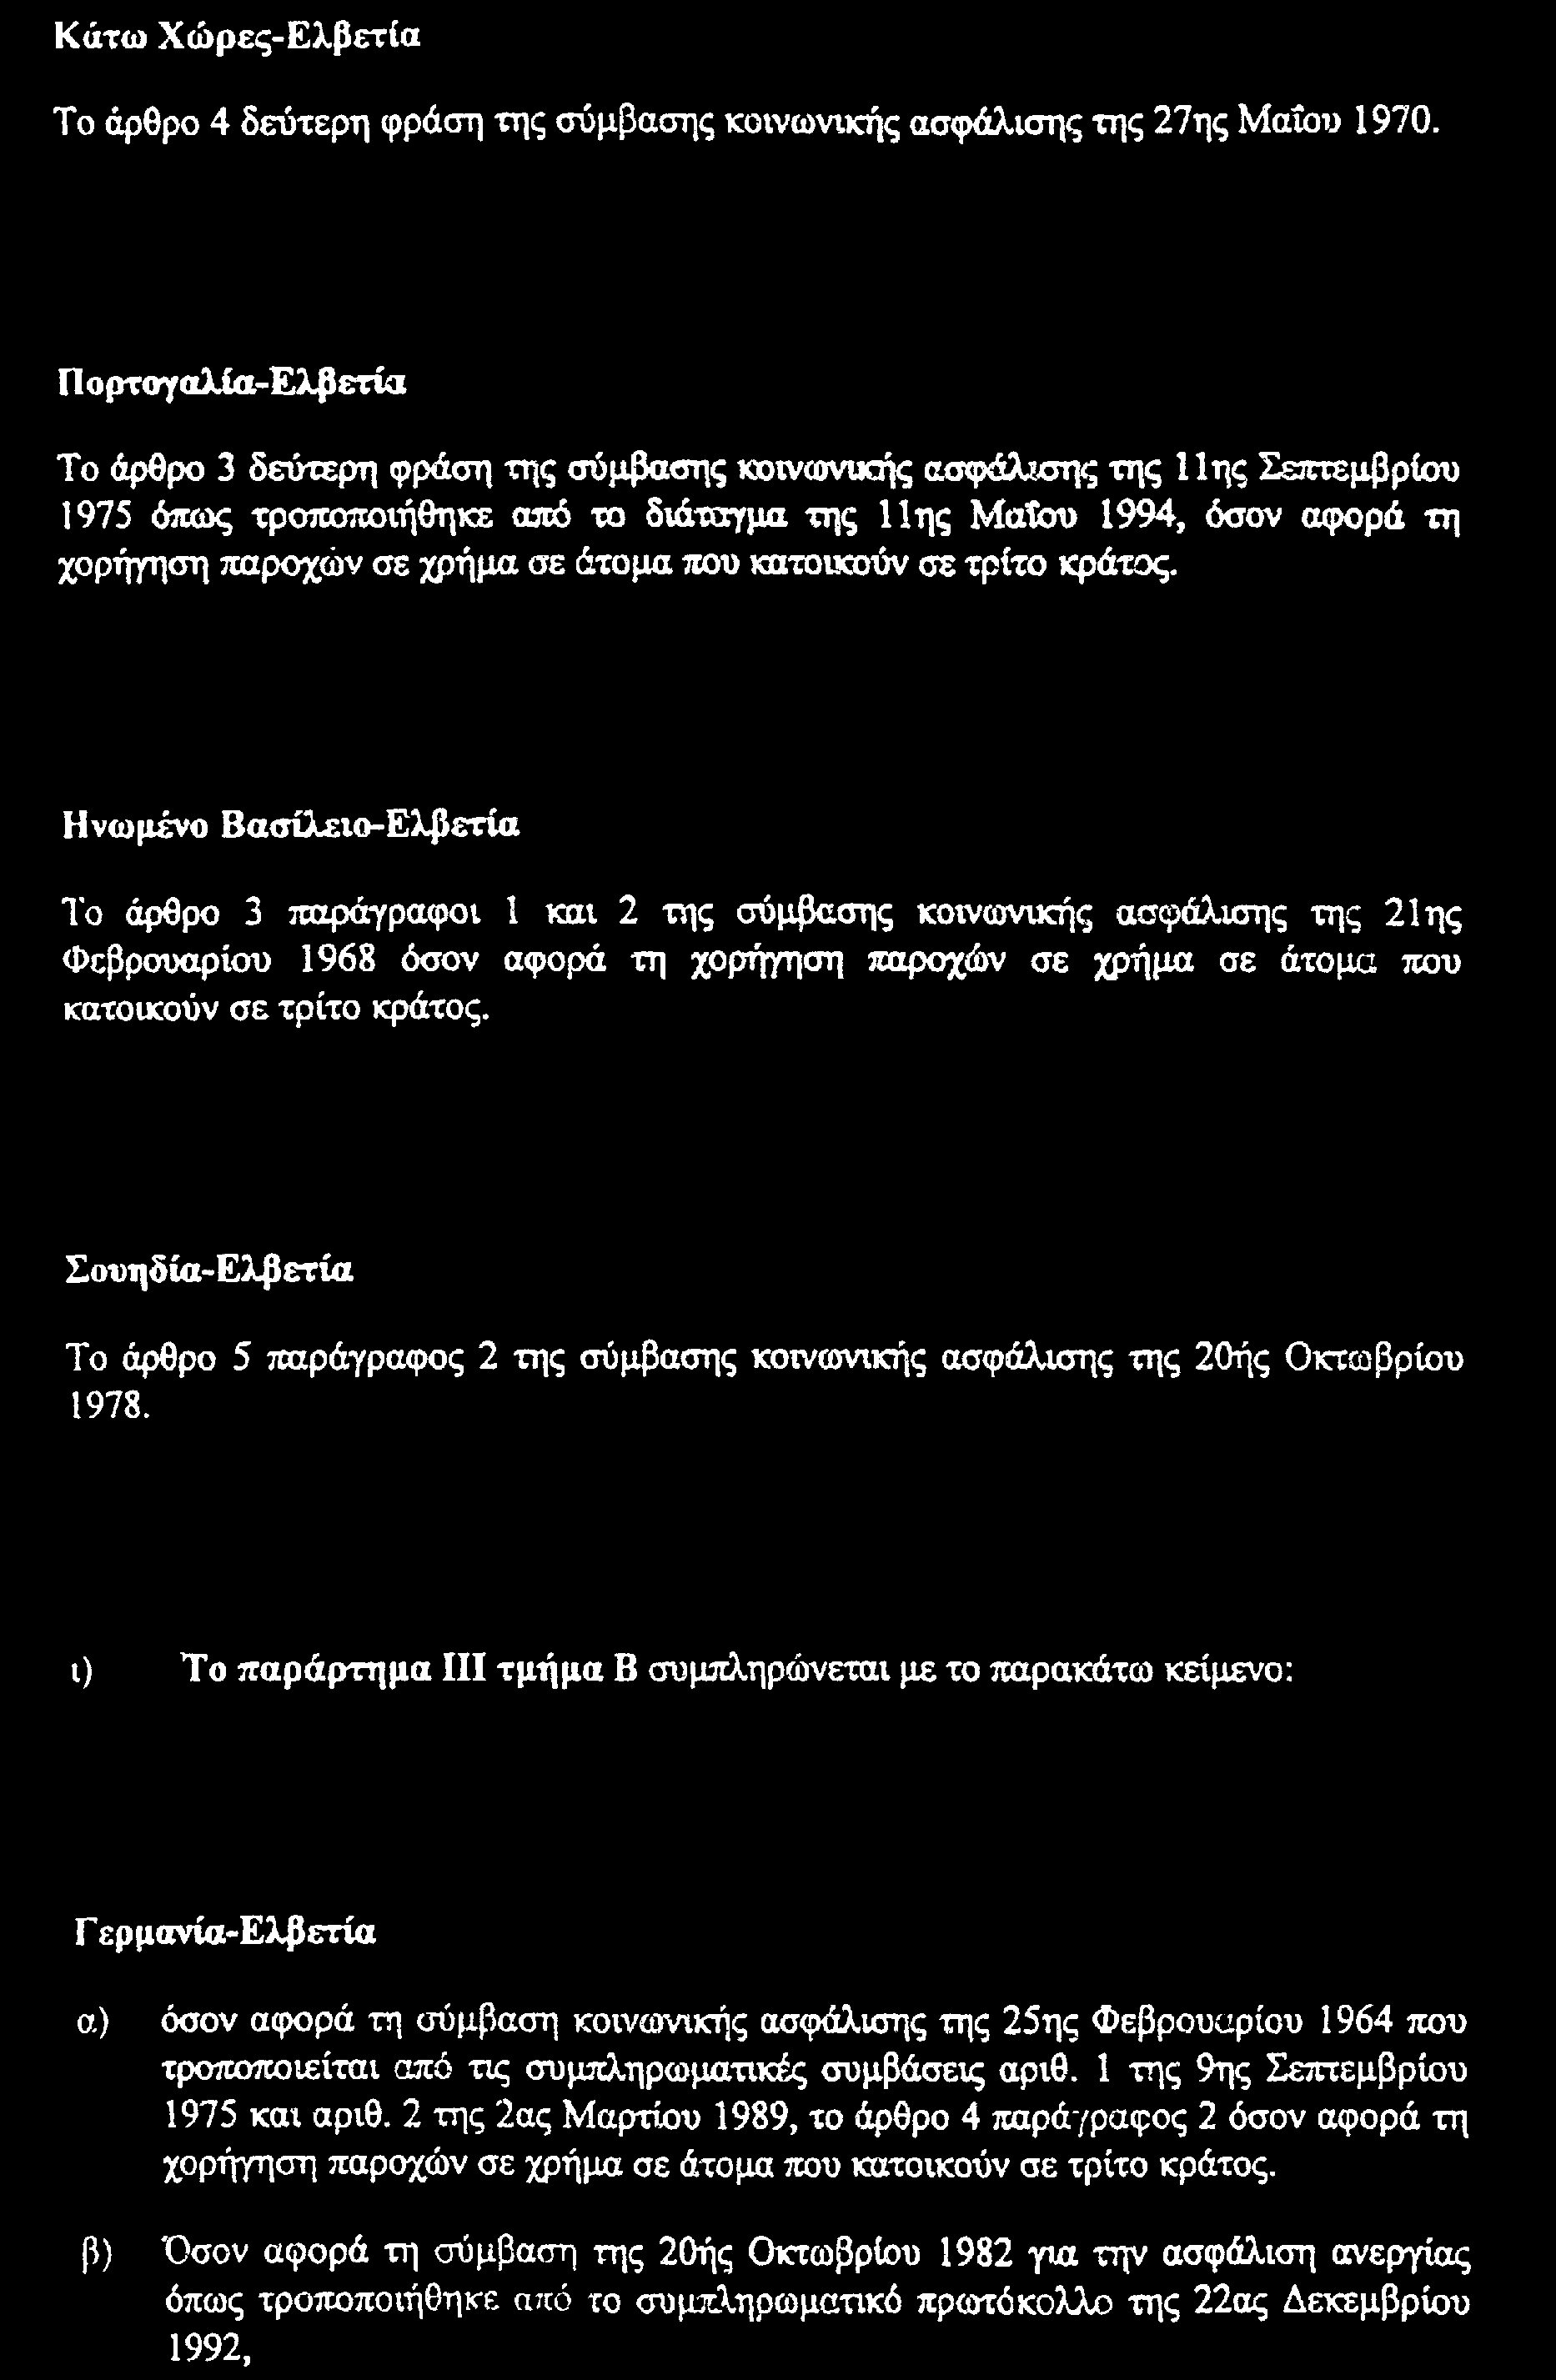 Κάτω Χώρες-Ελβετία
Το άρθρο 4 δεύτερη φράση της σύμβασης κοινωνικής ασφάλισης της 27ης Μαΐου 1970.
Πορτογαλία-Ελβετία
Το άρθρο 3 δεύτερη φράση της σύμβασης κοινωνικής ασφάλισης της 11ης Σεπτεμβρίου
1975 όπως τροποποιήθηκε από το διάταγμα της 11ης Μαΐου 1994, όσον αφορά τη
χορήγηση παροχών σε χρήμα σε άτομα που κατοικούν σε τρίτο κράτος.
Ηνωμένο Βασίλειο-Ελβετία
Το άρθρο 3 παράγραφοι 1 και 2 της σύμβασης κοινωνικής ασφάλισης της 21ης
Φεβρουαρίου 1968 όσον αφορά τη χορήγηση παροχών σε χρήμα σε άτομα που
κατοικούν σε τρίτο κράτος.
Σουηδία-Ελβετία
Το άρθρο 5 παράγραφος 2 της σύμβασης κοινωνικής ασφάλισης της 20ής Οκτωβρίου
1978.
ι) Το παράρτημα III τμήμα Β συμπληρώνεται με το παρακάτω κείμενο:
Γερμανία-Ελβετία
α) όσον αφορά τη σύμβαση κοινωνικής ασφάλισης της 25ης Φεβρουαρίου 1964 που
τροποποιείται από τις συμπληρωματικές συμβάσεις αριθ. 1 της 9ης Σεπτεμβρίου
1975 και αριθ. 2 της 2ας Μαρτίου 1989, το άρθρο 4 παράγραφος 2 όσον αφορά τη
χορήγηση παροχών σε χρήμα σε άτομα που κατοικούν σε τρίτο κράτος.
β) Όσον αφορά τη σύμβαση της 20ής Οκτωβρίου 1982 για την ασφάλιση ανεργίας
όπως τροποποιήθηκε από το συμπληρωματικό πρωτόκολλο της 22ας Δεκεμβρίου
1992,